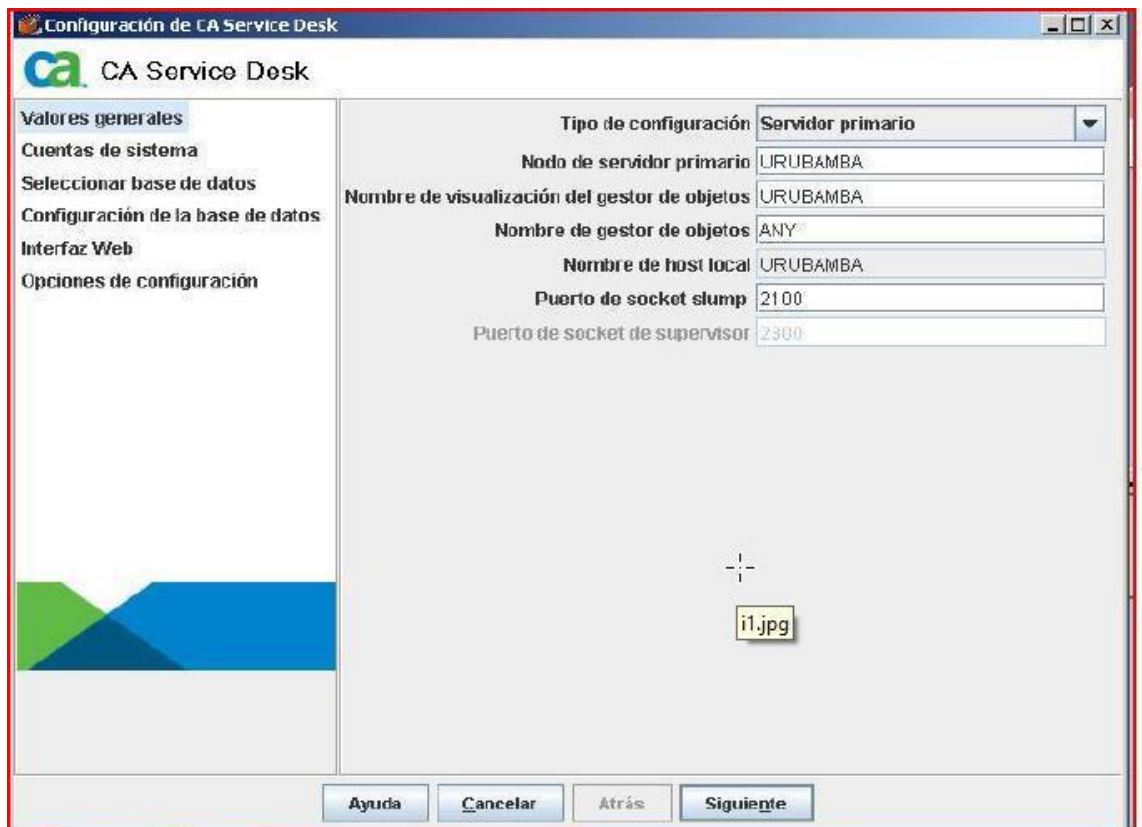 Configuración de CA Service Desk
ca CA Service Desk
Valores generales
Cuentas de sistema
Seleccionar base de datos
Configuración de la base de datos
Interfaz Web
Opciones de configuración
Tipo de configuración Servidor primario
Nodo de servidor primario URUBAMBA
Nombre de visualización del gestor de objetos URUBAMBA
Nombre de gestor de objetos ANY
Nombre de host local URUBAMBA
Puerto de socket slump 2100
Puerto de socket de supervisor 2300
i1.jpg
Ayuda Cancelar Atrás Siguiente